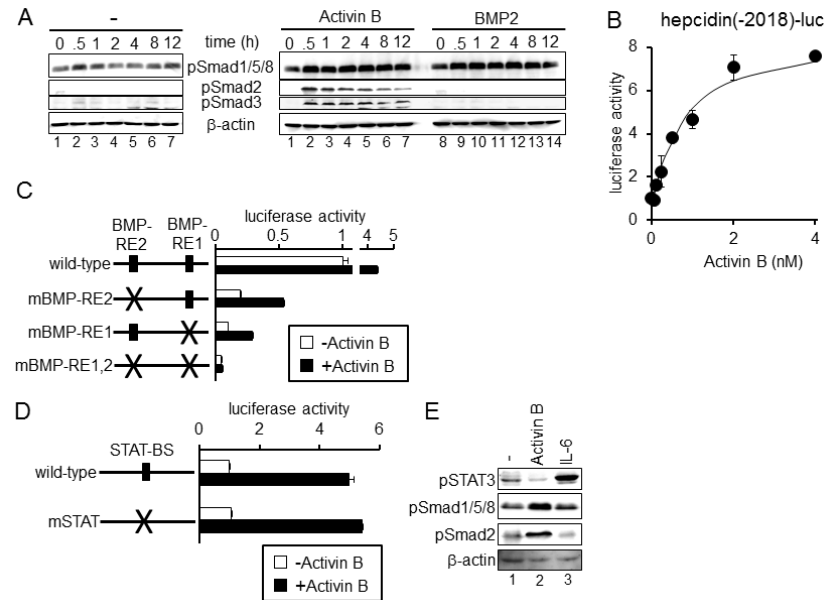 A
-
Activin B
BMP2
0 .5 1 2 4 8 12
time (h)
0 .5 1 2 4 8 12
0 .5 1 2 4 8 12
pSmad1/5/8
pSmad2
pSmad3
β-actin
1 2 3 4 5 6 7
1 2 3 4 5 6 7
8 9 10 11 12 13 14
B
hepcidin(-2018)-luc
luciferase activity
8
6
4
2
0
0
2
4
Activin B (nM)
C
BMP-RE2
BMP-RE1
luciferase activity
0
0.5
1
4
5
wild-type
mBMP-RE2
mBMP-RE1
mBMP-RE1,2
-Activin B
+Activin B
D
STAT-BS
luciferase activity
0
2
4
6
wild-type
mSTAT
-Activin B
+Activin B
E
-
Activin B
IL-6
pSTAT3
pSmad1/5/8
pSmad2
β-actin
1 2 3